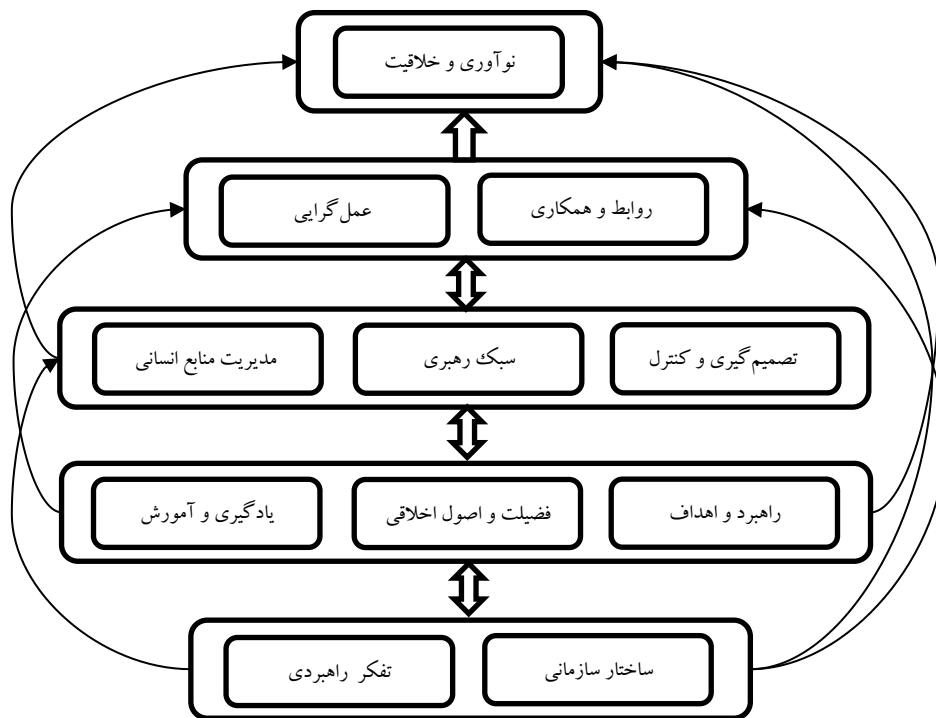 نوآوری و خلاقیت
روابط و همکاری
عمل‌گرایی
تصمیم‌گیری و کنترل
سبک رهبری
مدیریت منابع انسانی
راهبرد و اهداف
فضیلت و اصول اخلاقی
یادگیری و آمورش
ساختار سازمانی
تفکر راهبردی